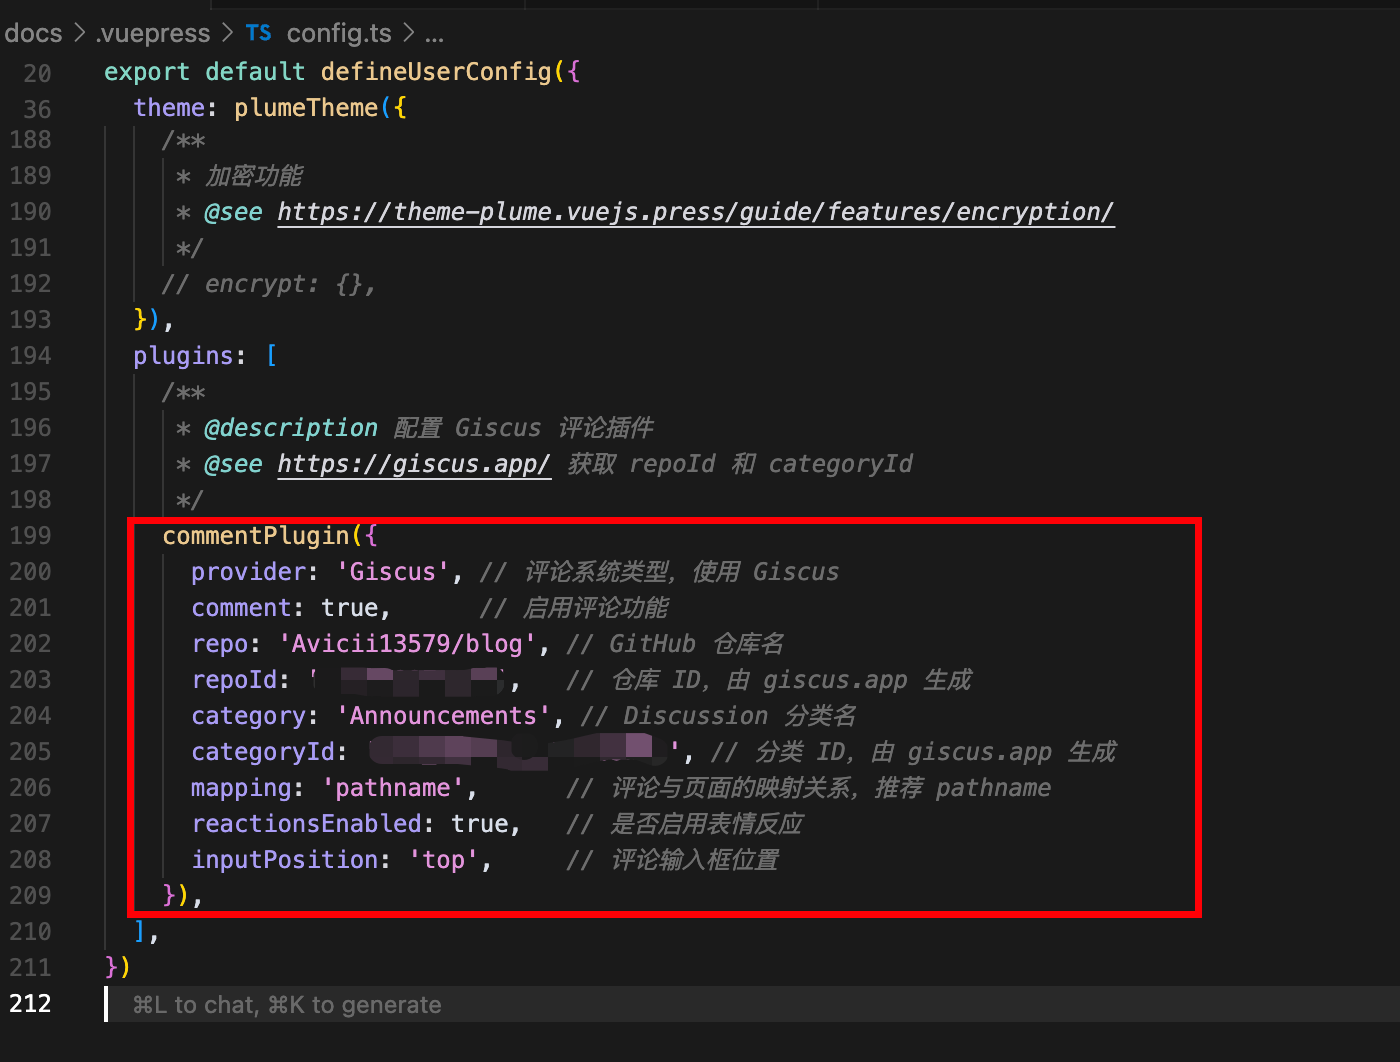 docs > .vuepress > TS config.ts > ...
20 export default defineUserConfig({
36 theme: plumeTheme({
188 /**
189 * 加密功能
190 * @see https://theme-plume.vuejs.press/guide/features/encryption/
191 */
192 // encrypt: {},
193 }),
194 plugins: [
195 /**
196 * @description 配置 Giscus 评论插件
197 * @see https://giscus.app/ 获取 repoId 和 categoryId
198 */
199 commentPlugin({
200 provider: 'Giscus', // 评论系统类型，使用 Giscus
201 comment: true, // 启用评论功能
202 repo: 'Avicii13579/blog', // GitHub 仓库名
203 repoId: ' , // 仓库 ID，由 giscus.app 生成
204 category: 'Announcements', // Discussion 分类名
205 categoryId: ', // 分类 ID，由 giscus.app 生成
206 mapping: 'pathname', // 评论与页面的映射关系，推荐 pathname
207 reactionsEnabled: true, // 是否启用表情反应
208 inputPosition: 'top', // 评论输入框位置
209 }),
210 ],
211 })
212 ⌘L to chat, ⌘K to generate